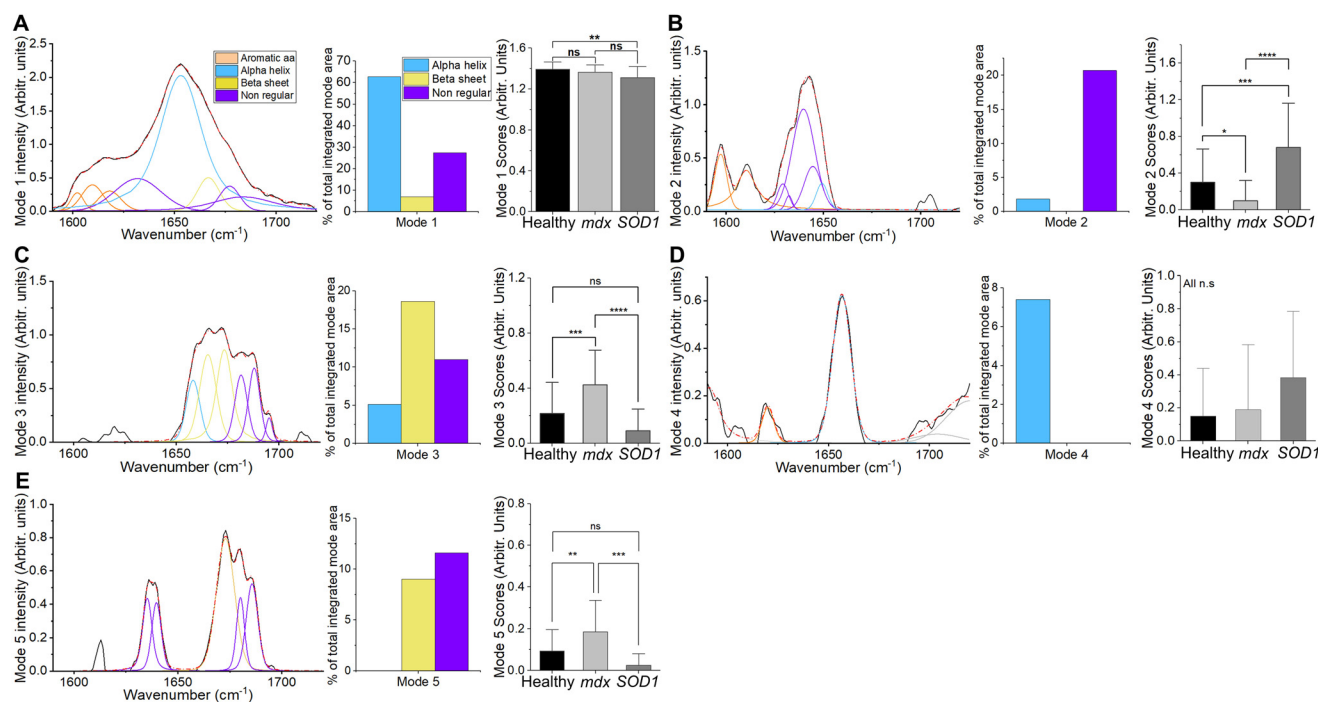 A
Mode 1 intensity (Arbitr. units)
2.5
2.0
1.5
1.0
0.5
0.0
1600
1650
1700
Wavenumber (cm-1)
Aromatic aa
Alpha helix
Beta sheet
Non regular
% of total integrated mode area
70
60
50
40
30
20
10
0
Mode 1
Alpha helix
Beta sheet
Non regular
Mode 1 Scores (Arbitr. Units)
1.6
1.2
0.8
0.4
0.0
**
ns
ns
Healthy mdx SOD1
B
Mode 2 intensity (Aribitr. units)
2.0
1.5
1.0
0.5
0.0
1600
1650
1700
Wavenumber (cm-1)
% of total integrated mode area
20
15
10
5
0
Mode 2
Mode 2 Scores (Arbitr. Units)
1.6
1.2
0.8
0.4
0.0
****
***
*
Healthy mdx SOD1
C
Mode 3 intensity (Arbitr. Units)
1.5
1.0
0.5
0.0
1600
1650
1700
Wavenumber (cm-1)
% of total integrated mode area
20
15
10
5
0
Mode 3
Mode 3 Scores (Arbitr. Units)
1.2
0.8
0.4
0.0
ns
****
***
Healthy mdx SOD1
D
Mode 4 intensity (Arbitr. units)
0.6
0.4
0.2
0.0
1600
1650
1700
Wavenumber (cm-1)
% of total integrated mode area
8
6
4
2
0
Mode 4
Mode 4 Scores (Arbitr. Units)
1.0
0.8
0.6
0.4
0.2
0.0
All n.s
Healthy mdx SOD1
E
Mode 5 intensity (Arbitr. units)
1.0
0.8
0.6
0.4
0.2
0.0
1600
1650
1700
Wavenumber (cm-1)
% of total integrated mode area
15
10
5
0
Mode 5
Mode 5 Scores (Arbitr. Units)
0.8
0.6
0.4
0.2
0.0
ns
**
***
Healthy mdx SOD1